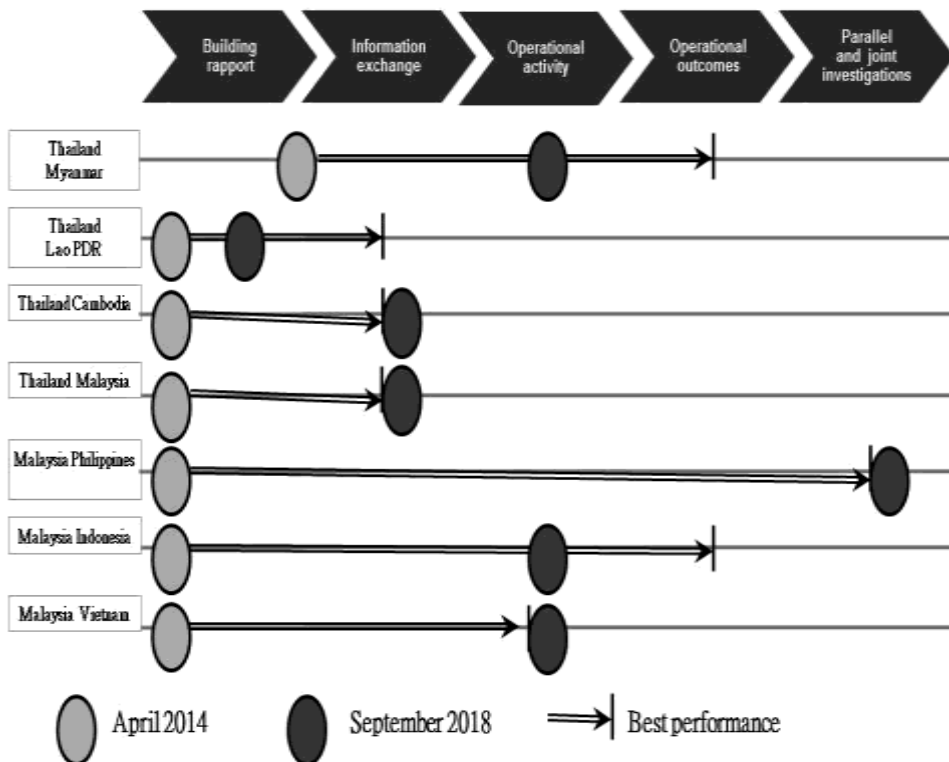 Building
rapport
Information
exchange
Operational
activity
Operational
outcomes
Parallel
and joint
investigations
Thailand
Myanmar
Thailand
Lao PDR
Thailand Cambodia
Thailand Malaysia
Malaysia Philippines
Malaysia Indonesia
Malaysia Vietnam
April 2014
September 2018
Best performance